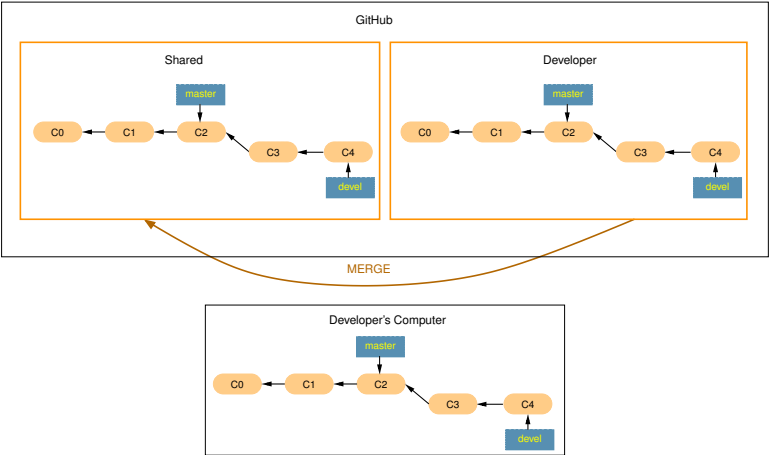 GitHub
Shared
master
C0 C1 C2
C3 C4
devel
Developer
master
C0 C1 C2
C3 C4
devel
MERGE
Developer's Computer
master
C0 C1 C2
C3 C4
devel